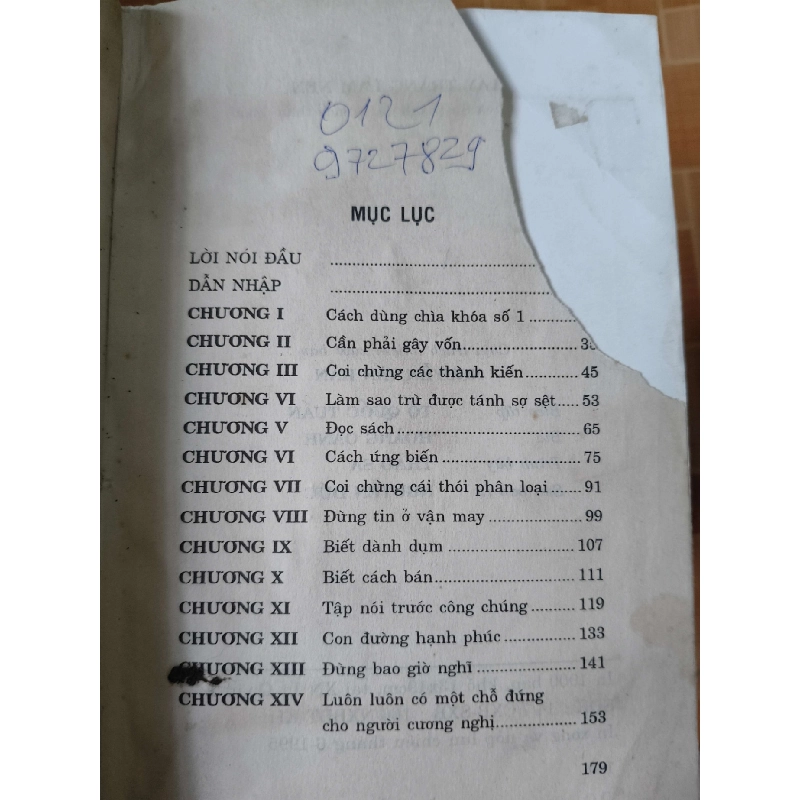 0121
9727829
MỤC LỤC
LỜI NÓI ĐẦU ........................................
DẪN NHẬP ........................................
CHƯƠNG I Cách dùng chìa khóa số 1 .........
CHƯƠNG II Cần phải gây vốn.......................3
CHƯƠNG III Coi chừng các thành kiến...........45
CHƯƠNG VI Làm sao trừ được tánh sợ sệt.....53
CHƯƠNG V Đọc sách.....................................65
CHƯƠNG VI Cách ứng biến............................75
CHƯƠNG VII Coi chừng cái thói phân loại.......91
CHƯƠNG VIII Đừng tin ở vận may...................99
CHƯƠNG IX Biết dành dụm.........................107
CHƯƠNG X Biết cách bán............................111
CHƯƠNG XI Tập nói trước công chúng..........119
CHƯƠNG XII Con đường hạnh phúc...............133
CHƯƠNG XIII Đừng bao giờ nghĩ....................141
CHƯƠNG XIV Luôn luôn có một chỗ đứng
cho người cương nghị................153
179